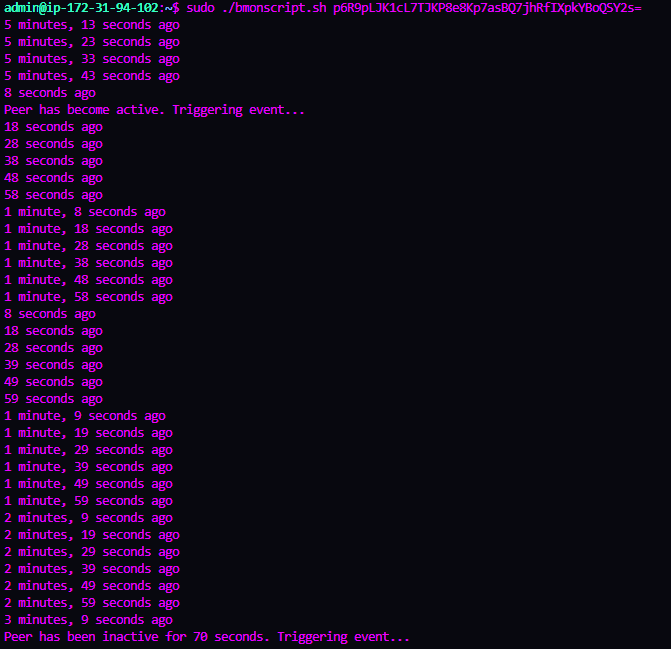 admin@ip-172-31-94-102:~$ sudo ./bmonscript.sh p6R9pLJK1cL7TJKP8e8Kp7asBQ7jhRfIXpkYBoQSY2s=
5 minutes, 13 seconds ago
5 minutes, 23 seconds ago
5 minutes, 33 seconds ago
5 minutes, 43 seconds ago
8 seconds ago
Peer has become active. Triggering event...
18 seconds ago
28 seconds ago
38 seconds ago
48 seconds ago
58 seconds ago
1 minute, 8 seconds ago
1 minute, 18 seconds ago
1 minute, 28 seconds ago
1 minute, 38 seconds ago
1 minute, 48 seconds ago
1 minute, 58 seconds ago
8 seconds ago
18 seconds ago
28 seconds ago
39 seconds ago
49 seconds ago
59 seconds ago
1 minute, 9 seconds ago
1 minute, 19 seconds ago
1 minute, 29 seconds ago
1 minute, 39 seconds ago
1 minute, 49 seconds ago
1 minute, 59 seconds ago
2 minutes, 9 seconds ago
2 minutes, 19 seconds ago
2 minutes, 29 seconds ago
2 minutes, 39 seconds ago
2 minutes, 49 seconds ago
2 minutes, 59 seconds ago
3 minutes, 9 seconds ago
Peer has been inactive for 70 seconds. Triggering event...